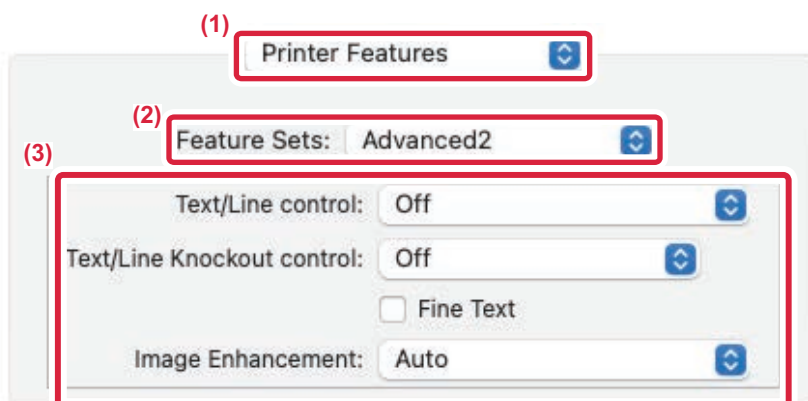 (1)
Printer Features
(2)
Feature Sets: Advanced2
(3)
Text/Line control: Off
Text/Line Knockout control: Off
Fine Text
Image Enhancement: Auto